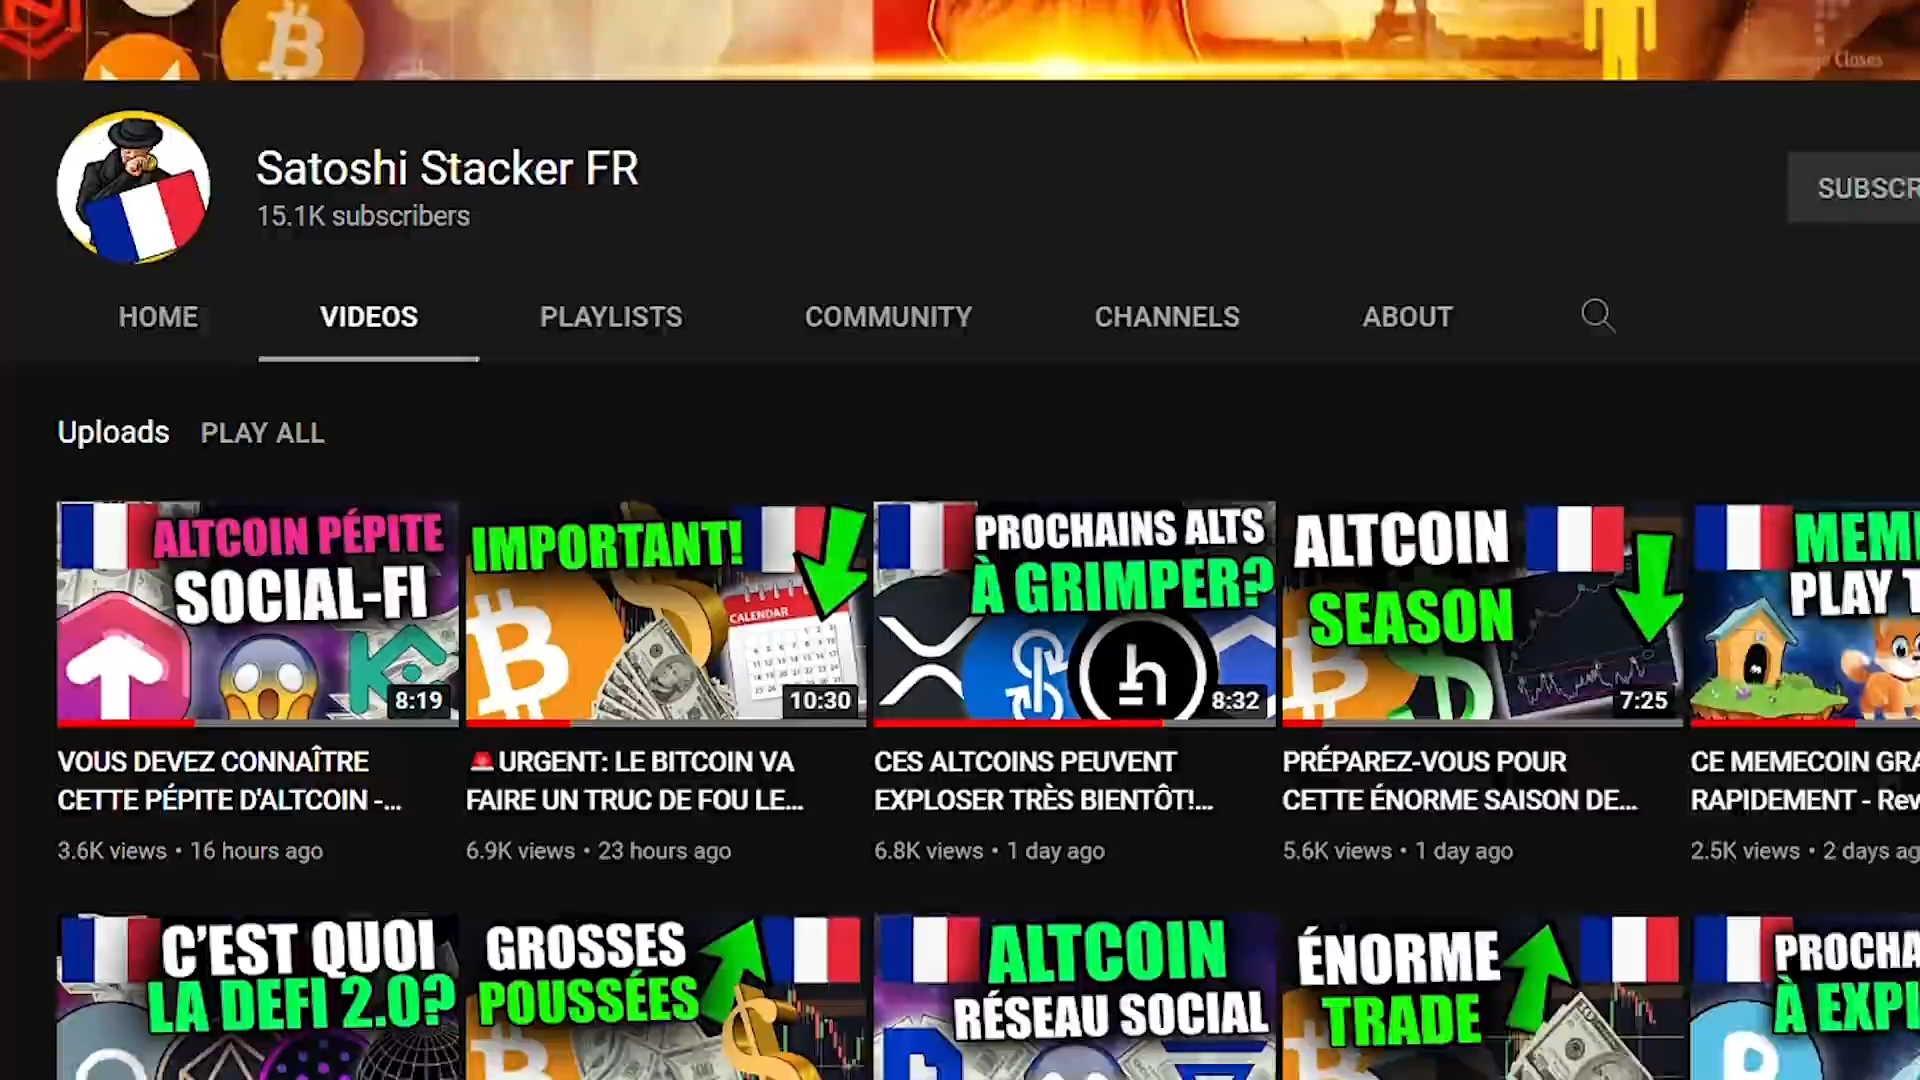 Satoshi Stacker FR
15.1K subscribers
SUBSCR
HOME VIDEOS PLAYLISTS COMMUNITY CHANNELS ABOUT
Uploads PLAY ALL
ALTCOIN PÉPITE
SOCIAL-FI
8:19
IMPORTANT!
CALENDAR
10:30
PROCHAINS ALTS
À GRIMPER?
8:32
ALTCOIN
SEASON
7:25
MEM
PLAY T
VOUS DEVEZ CONNAÎTRE
CETTE PÉPITE D'ALTCOIN -...
3.6K views • 16 hours ago
🚨URGENT: LE BITCOIN VA
FAIRE UN TRUC DE FOU LE...
6.9K views • 23 hours ago
CES ALTCOINS PEUVENT
EXPLOSER TRÈS BIENTÔT!...
6.8K views • 1 day ago
PRÉPAREZ-VOUS POUR
CETTE ÉNORME SAISON DE...
5.6K views • 1 day ago
CE MEMECOIN GRA
RAPIDEMENT - Rev
2.5K views • 2 days ag
C'EST QUOI
LA DEFI 2.0?
GROSSES
POUSSÉES
ALTCOIN
RÉSEAU SOCIAL
ÉNORME
TRADE
PROCHA
À EXPL